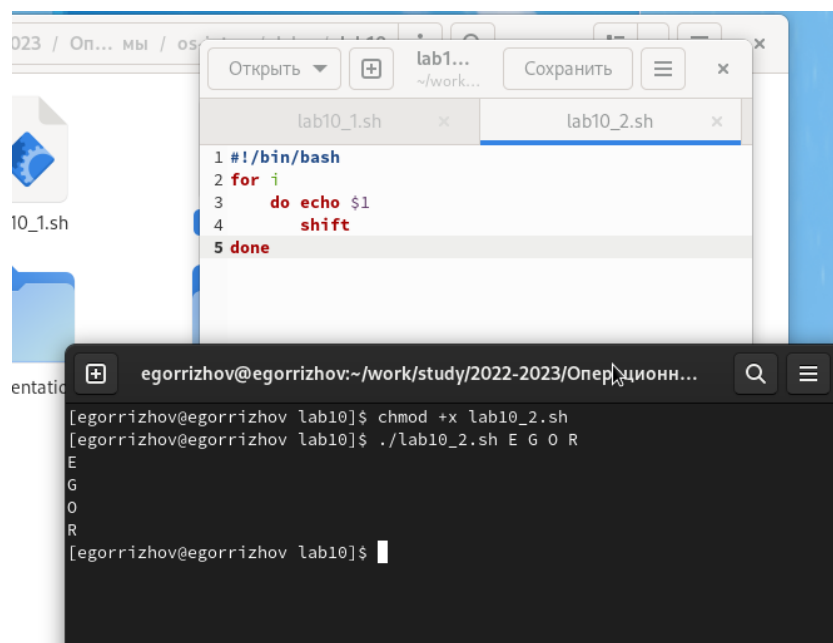 023 / Оп... мы / os
Открыть
lab1...
~/work...
Сохранить
lab10_1.sh
lab10_2.sh
1 #!/bin/bash
2 for i
3 do echo $1
4 shift
5 done
10_1.sh
entatio
egorrizhov@egorrizhov:~/work/study/2022-2023/Операционн...
[egorrizhov@egorrizhov lab10]$ chmod +x lab10_2.sh
[egorrizhov@egorrizhov lab10]$ ./lab10_2.sh E G O R
E
G
O
R
[egorrizhov@egorrizhov lab10]$